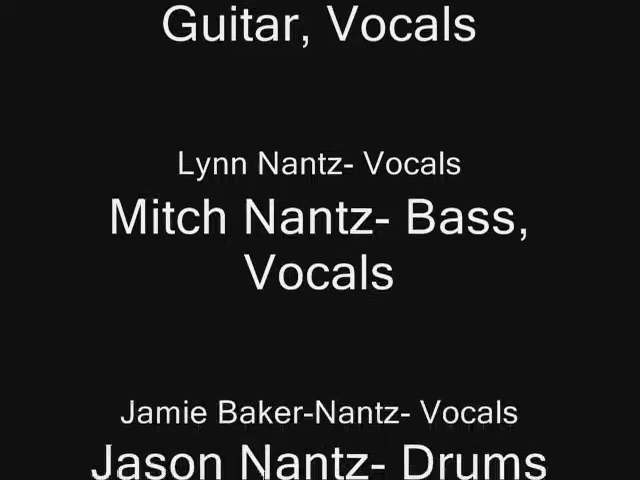 Guitar, Vocals
Lynn Nantz- Vocals
Mitch Nantz- Bass,
Vocals
Jamie Baker-Nantz- Vocals
Jason Nantz- Drums